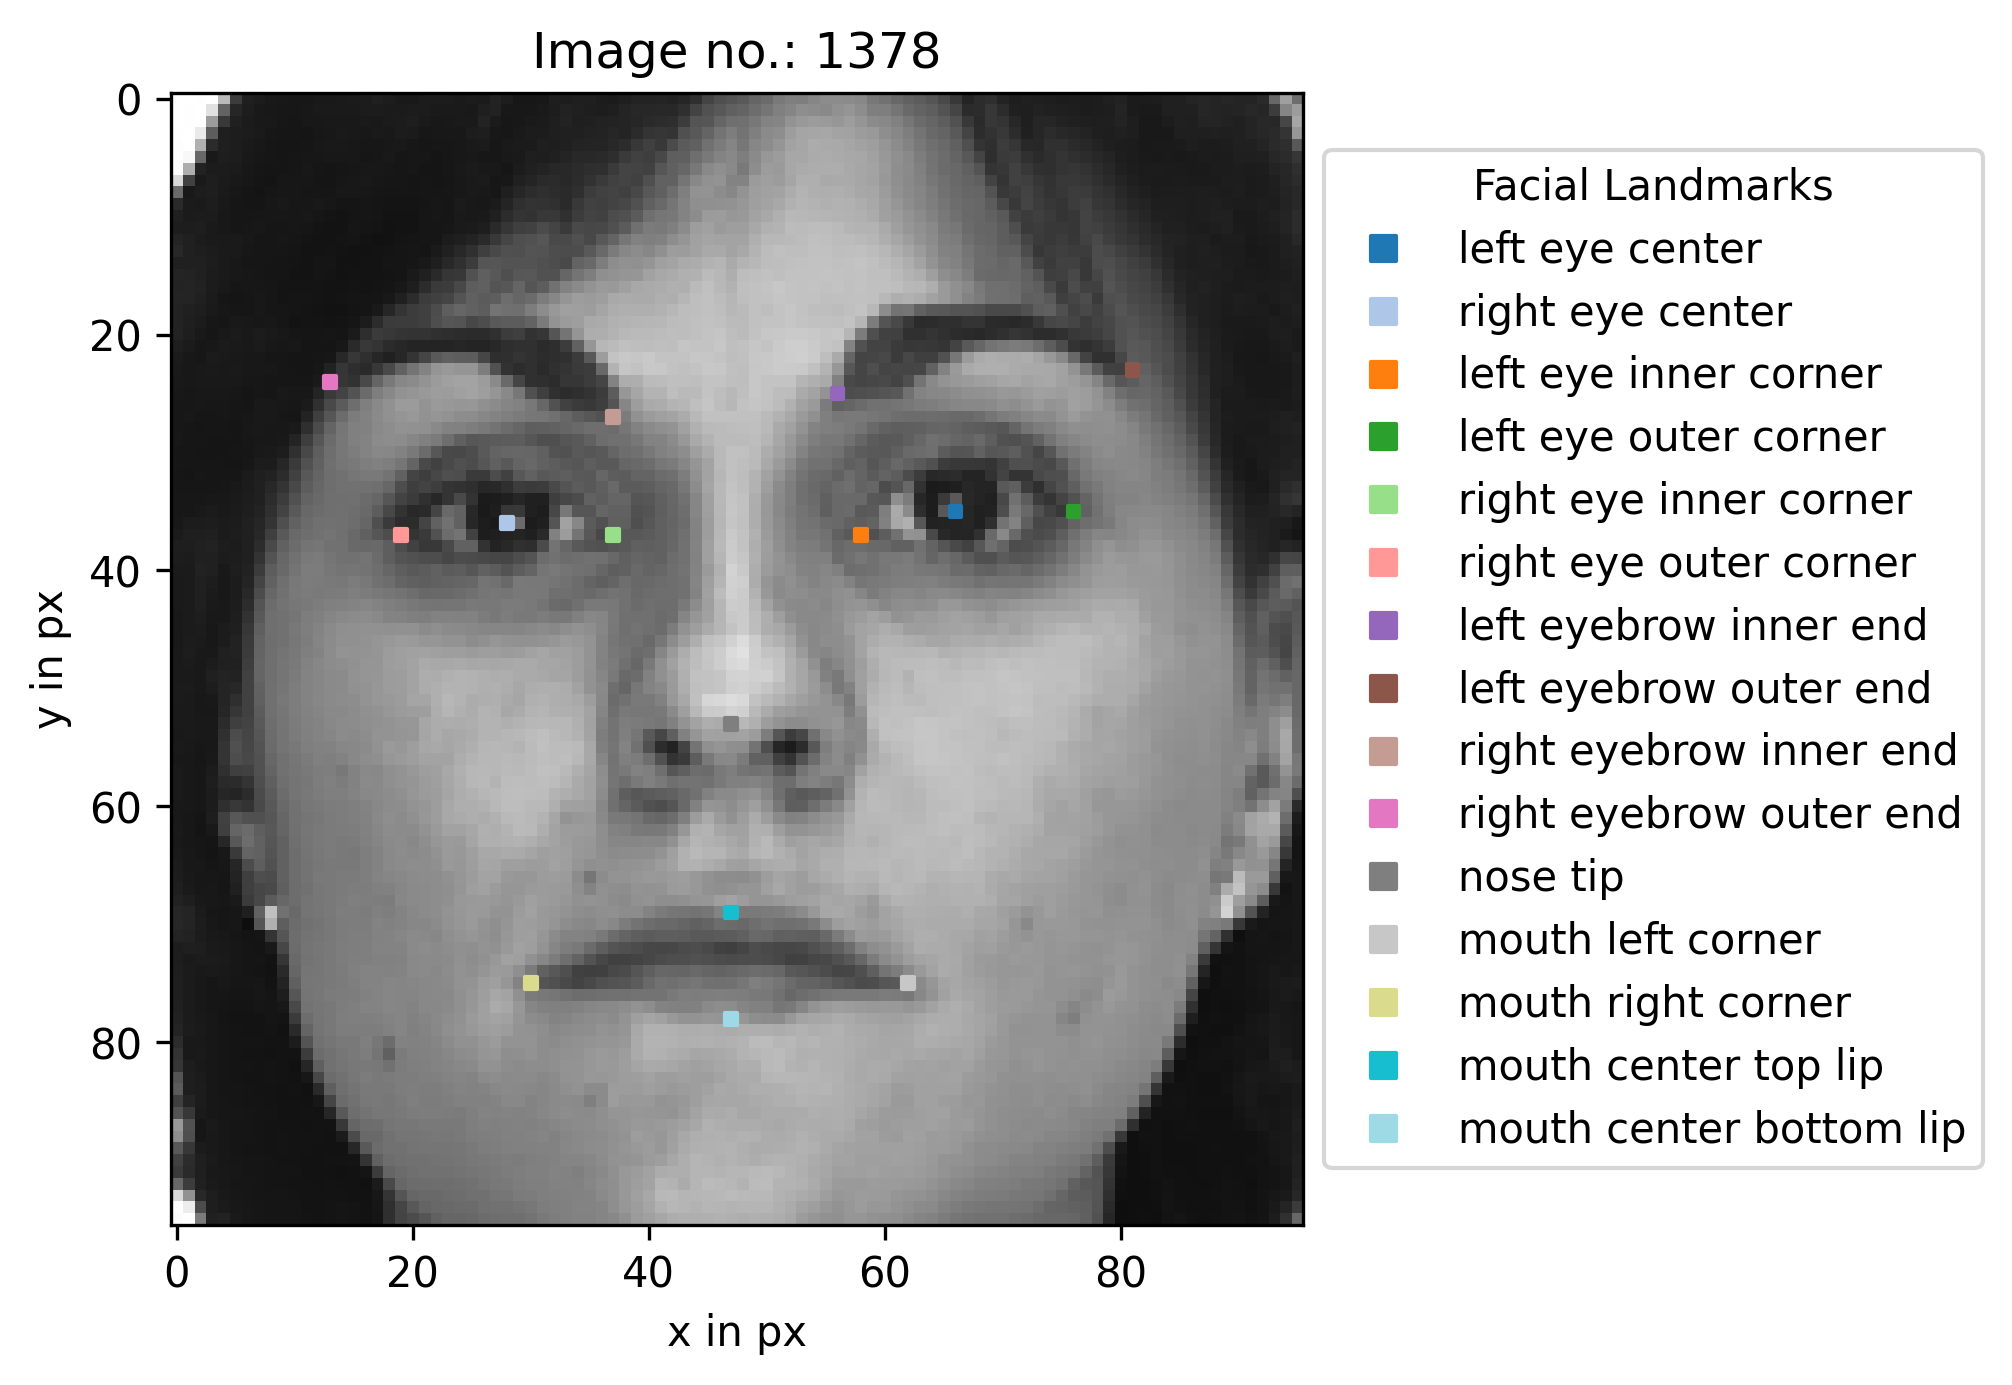 Image no.: 1378
0
20
40
60
80
y in px
0 20 40 60 80
x in px
Facial Landmarks
left eye center
right eye center
left eye inner corner
left eye outer corner
right eye inner corner
right eye outer corner
left eyebrow inner end
left eyebrow outer end
right eyebrow inner end
right eyebrow outer end
nose tip
mouth left corner
mouth right corner
mouth center top lip
mouth center bottom lip